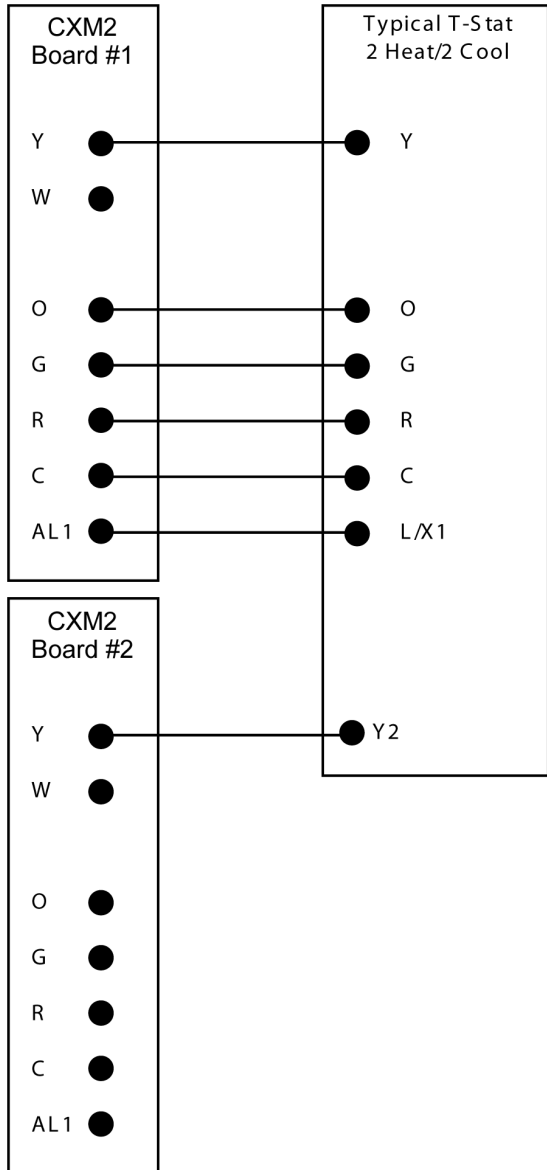 CXM2
Board #1
Y
W
O
G
R
C
AL1
Typical T-Stat
2 Heat/2 Cool
Y
O
G
R
C
L/X1
Y2
CXM2
Board #2
Y
W
O
G
R
C
AL1